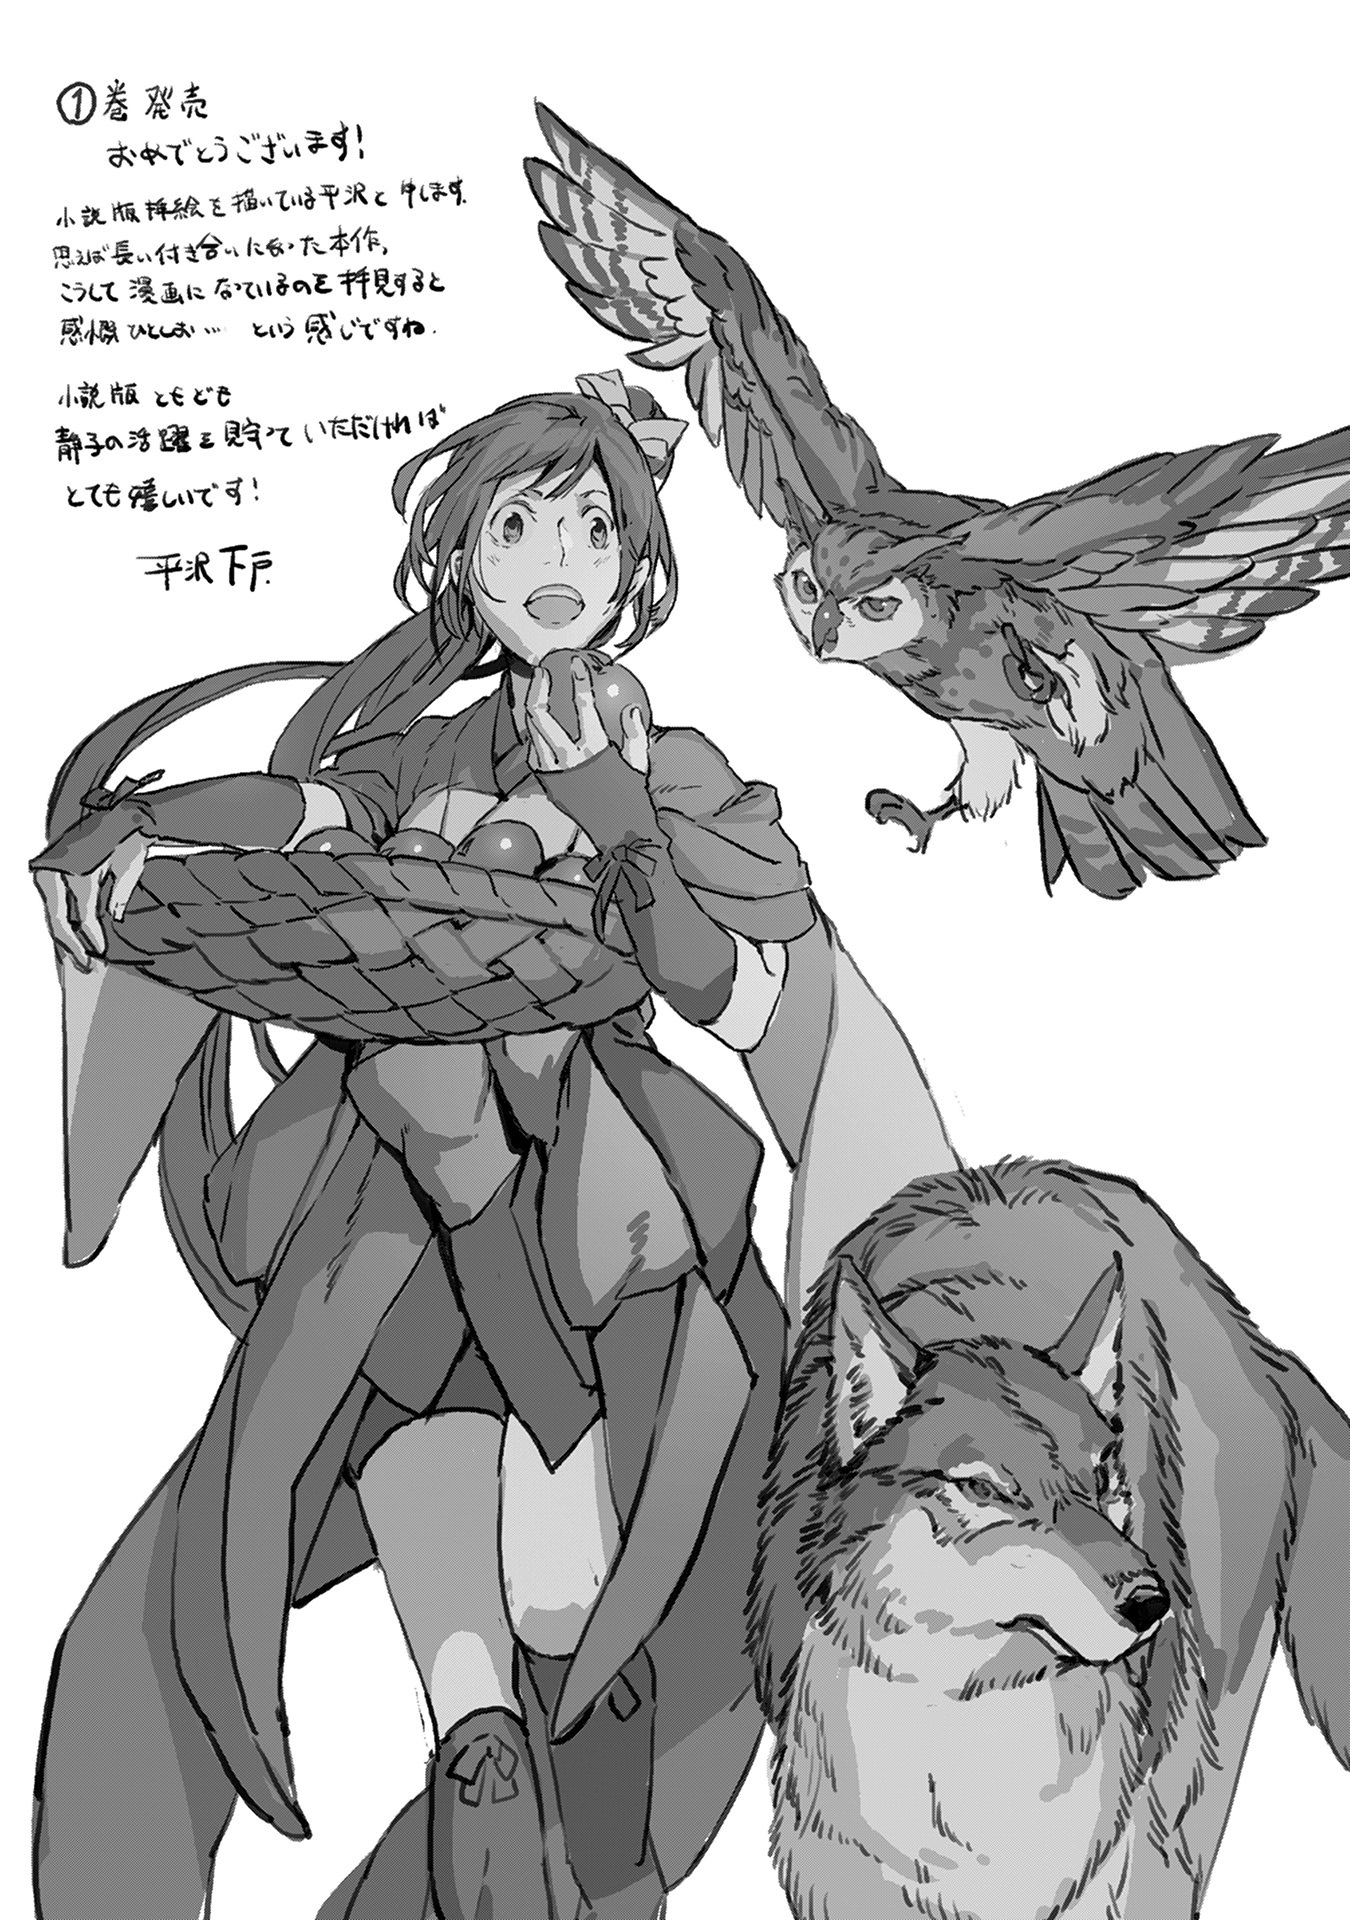 ①巻 発売
おめでとうございます!
小説版挿絵を描いている平沢と申します。
思えば長い付き合いになった本作、
こうして漫画になっているのを拝見すると
感慨ひとしお… という感じですね。
小説版ともども
静子の活躍を見守っていただければ
とても嬉しいです!
平沢下戸